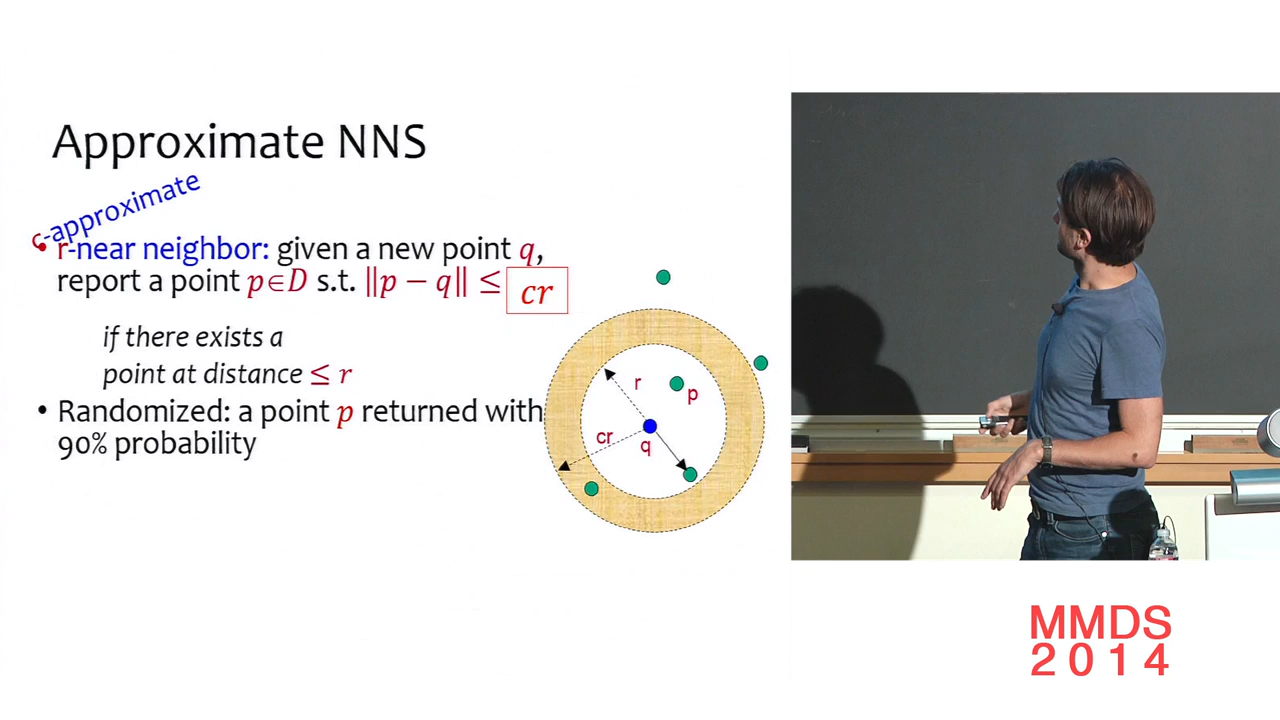 Approximate NNS
c-approximate
• r-near neighbor: given a new point q,
report a point p∈D s.t. ‖p − q‖ ≤ cr
if there exists a
point at distance ≤ r
• Randomized: a point p returned with
90% probability
r
p
cr
q
MMDS
2014